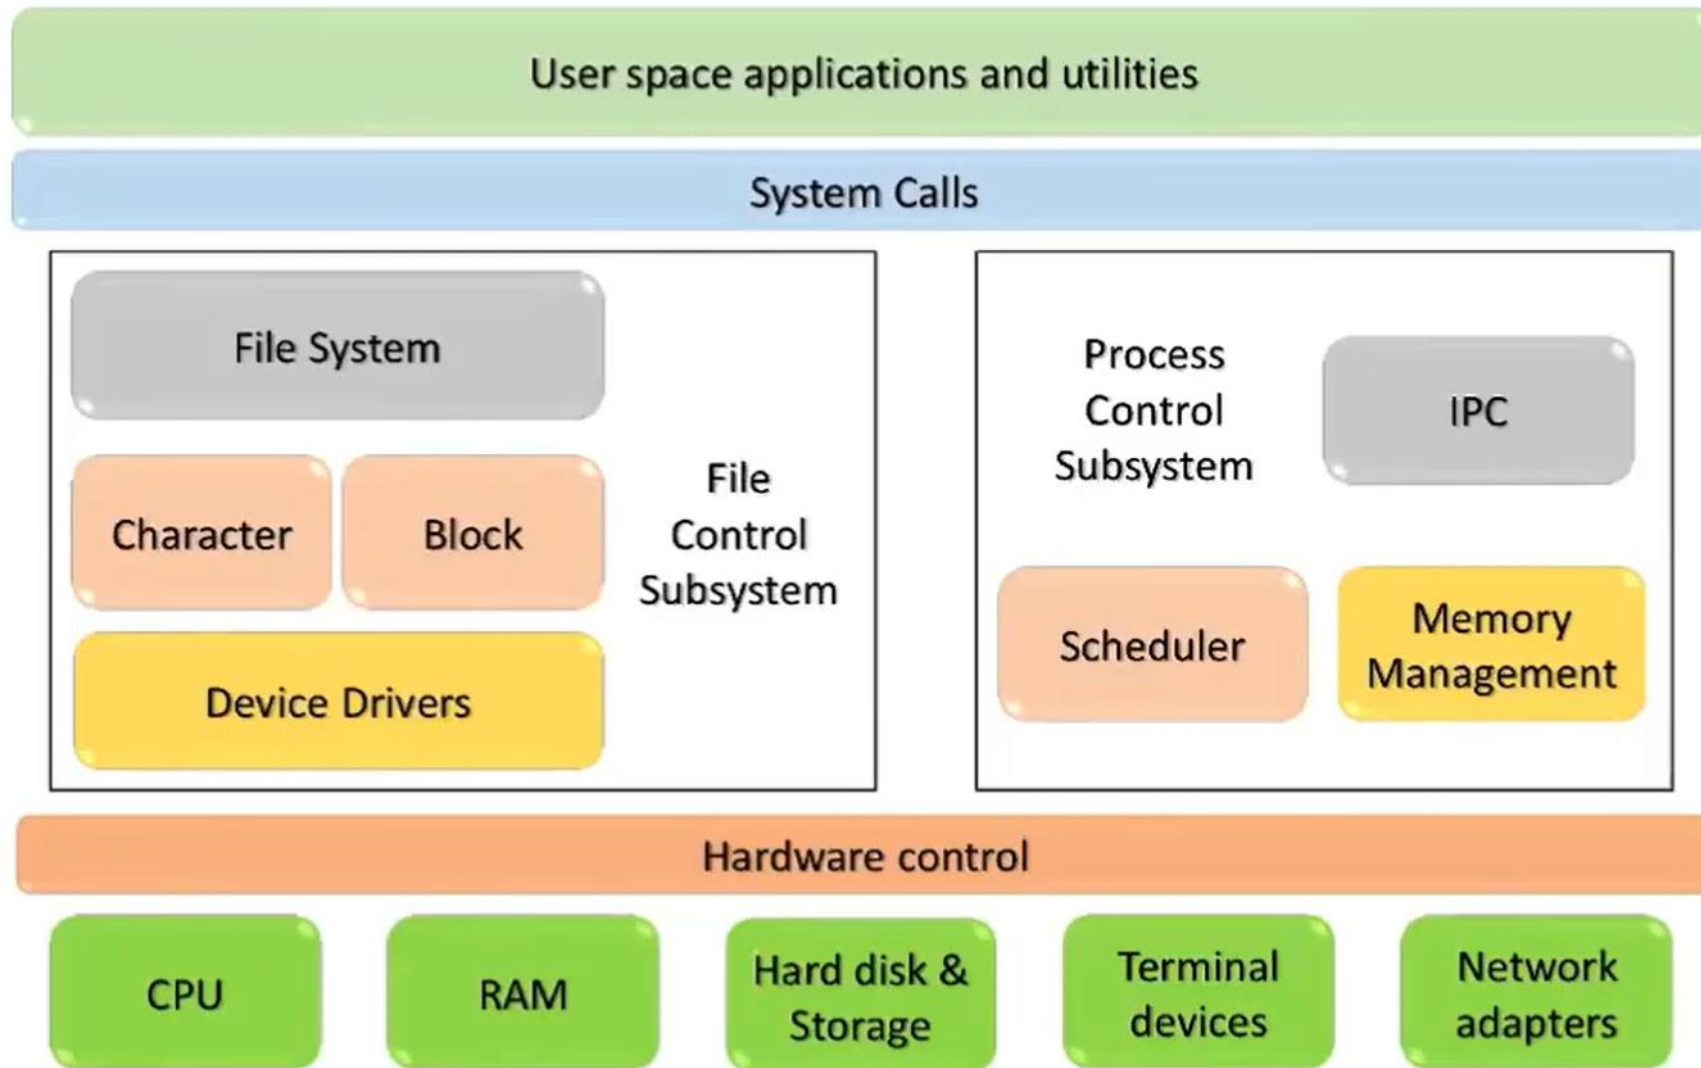 User space applications and utilities
System Calls
File System
Character
Block
Device Drivers
File
Control
Subsystem
Process
Control
Subsystem
IPC
Scheduler
Memory
Management
Hardware control
CPU
RAM
Hard disk &
Storage
Terminal
devices
Network
adapters